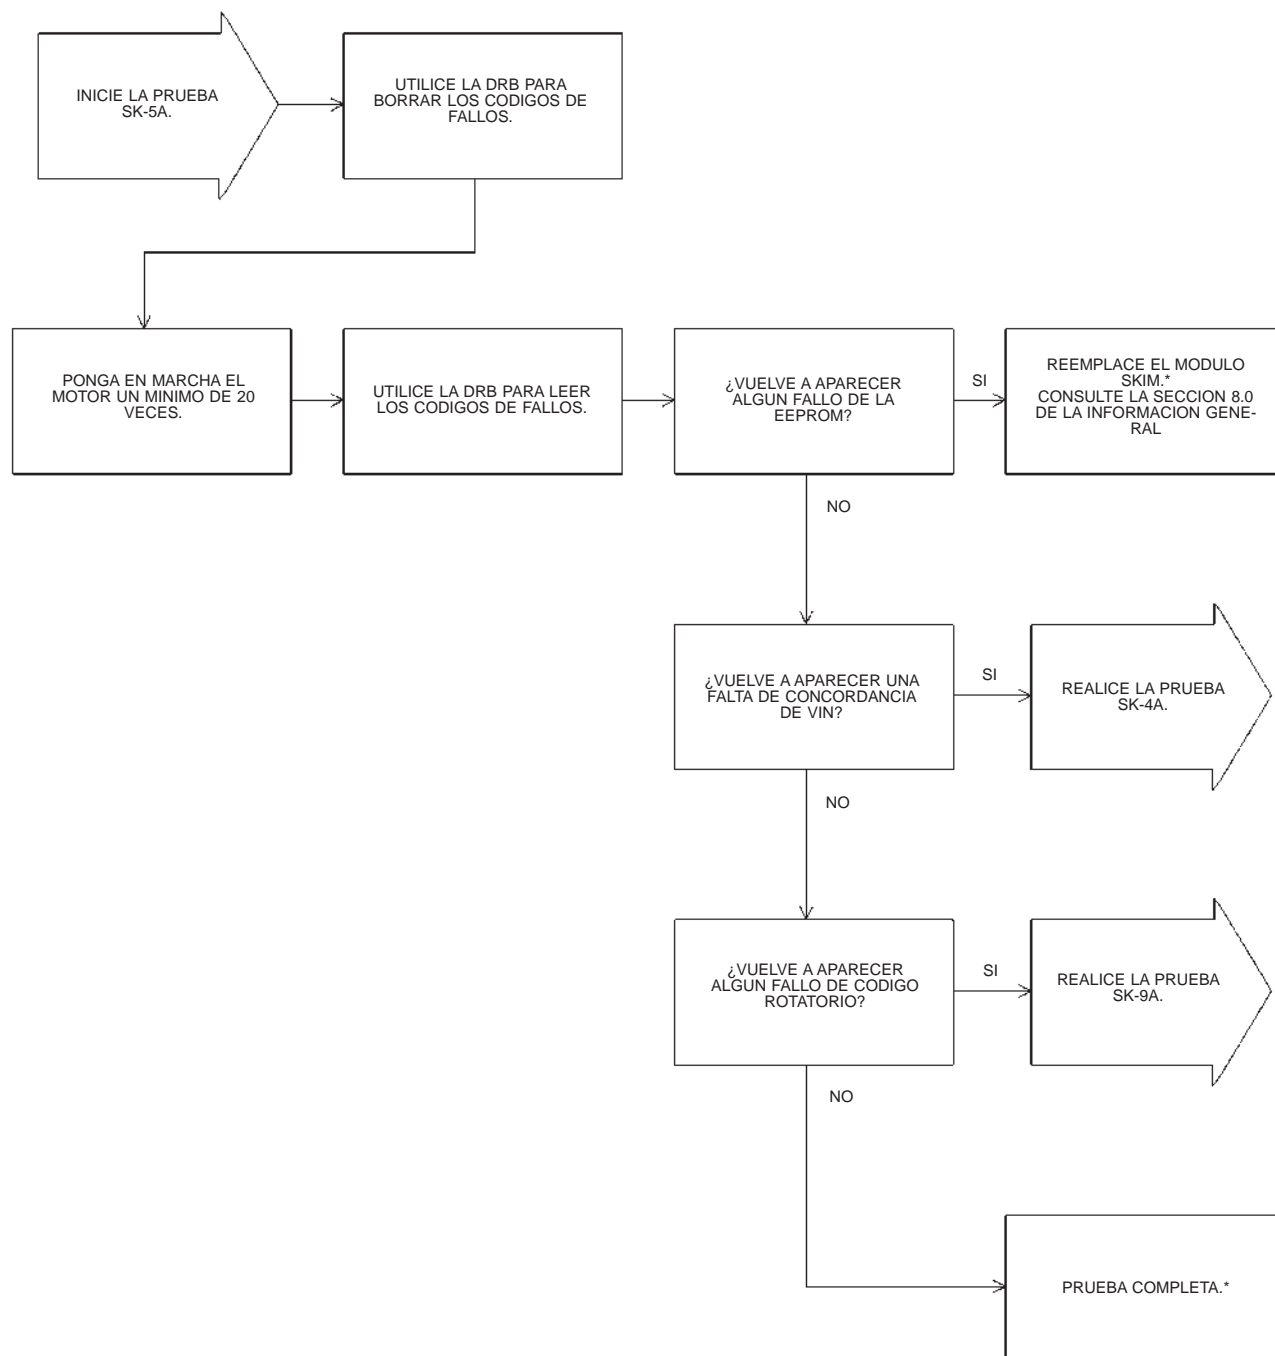 INICIE LA PRUEBA
SK-5A.
UTILICE LA DRB PARA
BORRAR LOS CODIGOS DE
FALLOS.
PONGA EN MARCHA EL
MOTOR UN MINIMO DE 20
VECES.
UTILICE LA DRB PARA LEER
LOS CODIGOS DE FALLOS.
¿VUELVE A APARECER
ALGUN FALLO DE LA
EEPROM?
SI
REEMPLACE EL MODULO
SKIM.*
CONSULTE LA SECCION 8.0
DE LA INFORMACION GENE-
RAL
NO
¿VUELVE A APARECER UNA
FALTA DE CONCORDANCIA
DE VIN?
SI
REALICE LA PRUEBA
SK-4A.
NO
¿VUELVE A APARECER
ALGUN FALLO DE CODIGO
ROTATORIO?
SI
REALICE LA PRUEBA
SK-9A.
NO
PRUEBA COMPLETA.*